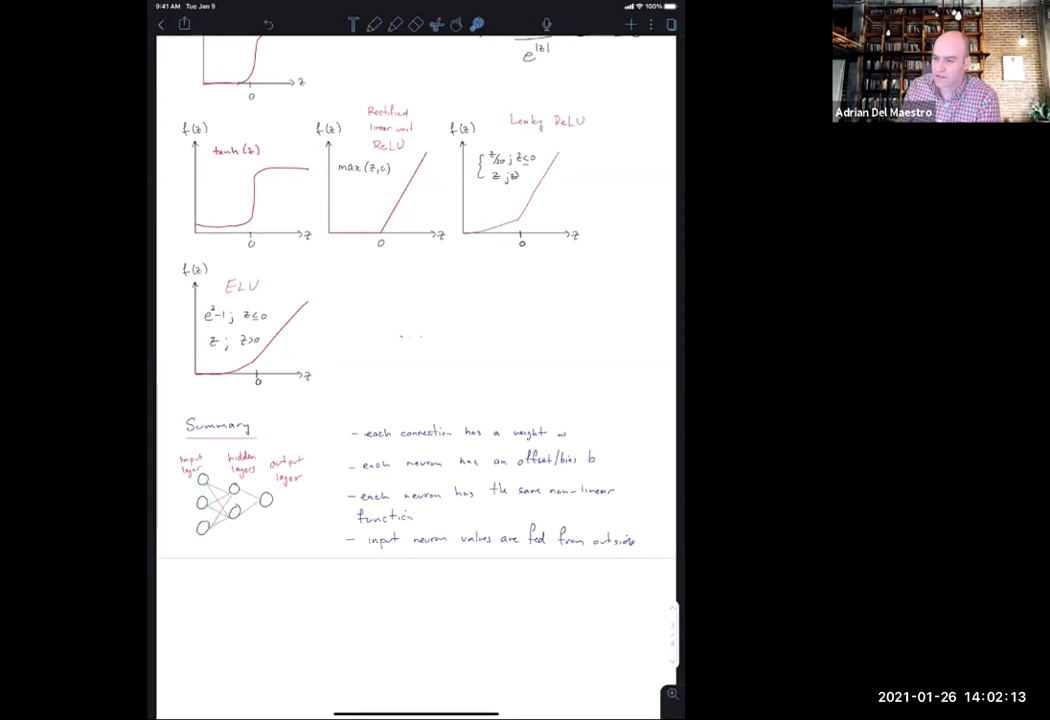 9:41 AM Tue Jan 9
100%
e^|z|
z
0
Adrian Del Maestro
f(z)
tanh(z)
z
0
f(z)
Rectified
linear unit
ReLU
max(z,0)
z
0
f(z)
Leaky ReLU
z/20 ; z≤0
z ; z>
z
0
f(z)
ELU
e^z-1 ; z≤0
z ; z>0
z
0
...
Summary
input
layer
hidden
layers
output
layer
- each connection has a weight w
- each neuron has an offset/bias b
- each neuron has the same non-linear
function
- input neuron values are fed from outside
2021-01-26 14:02:13